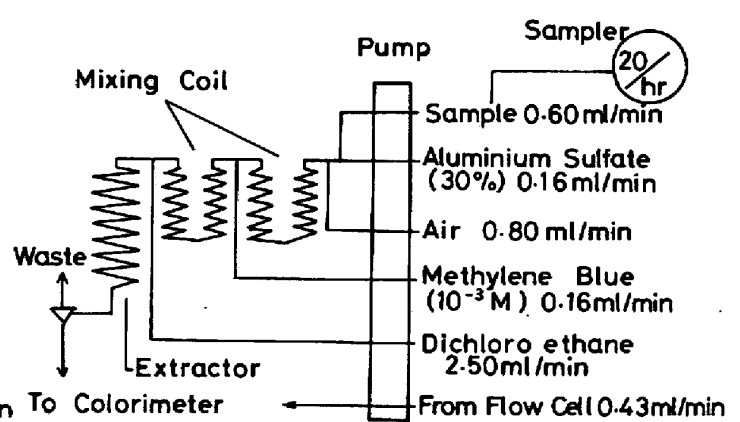 Sampler
20/hr
Pump
Mixing Coil
Sample 0.60 ml/min
Aluminium Sulfate
(30%) 0.16 ml/min
Air 0.80 ml/min
Methylene Blue
(10⁻³ M) 0.16 ml/min
Dichloro ethane
2.50 ml/min
From Flow Cell 0.43 ml/min
Waste
Extractor
n To Colorimeter